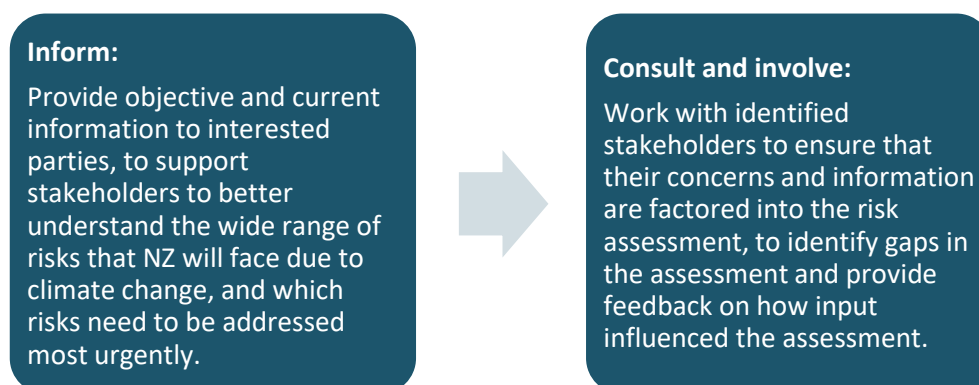 Inform:
Provide objective and current
information to interested
parties, to support
stakeholders to better
understand the wide range of
risks that NZ will face due to
climate change, and which
risks need to be addressed
most urgently.
Consult and involve:
Work with identified
stakeholders to ensure that
their concerns and information
are factored into the risk
assessment, to identify gaps in
the assessment and provide
feedback on how input
influenced the assessment.